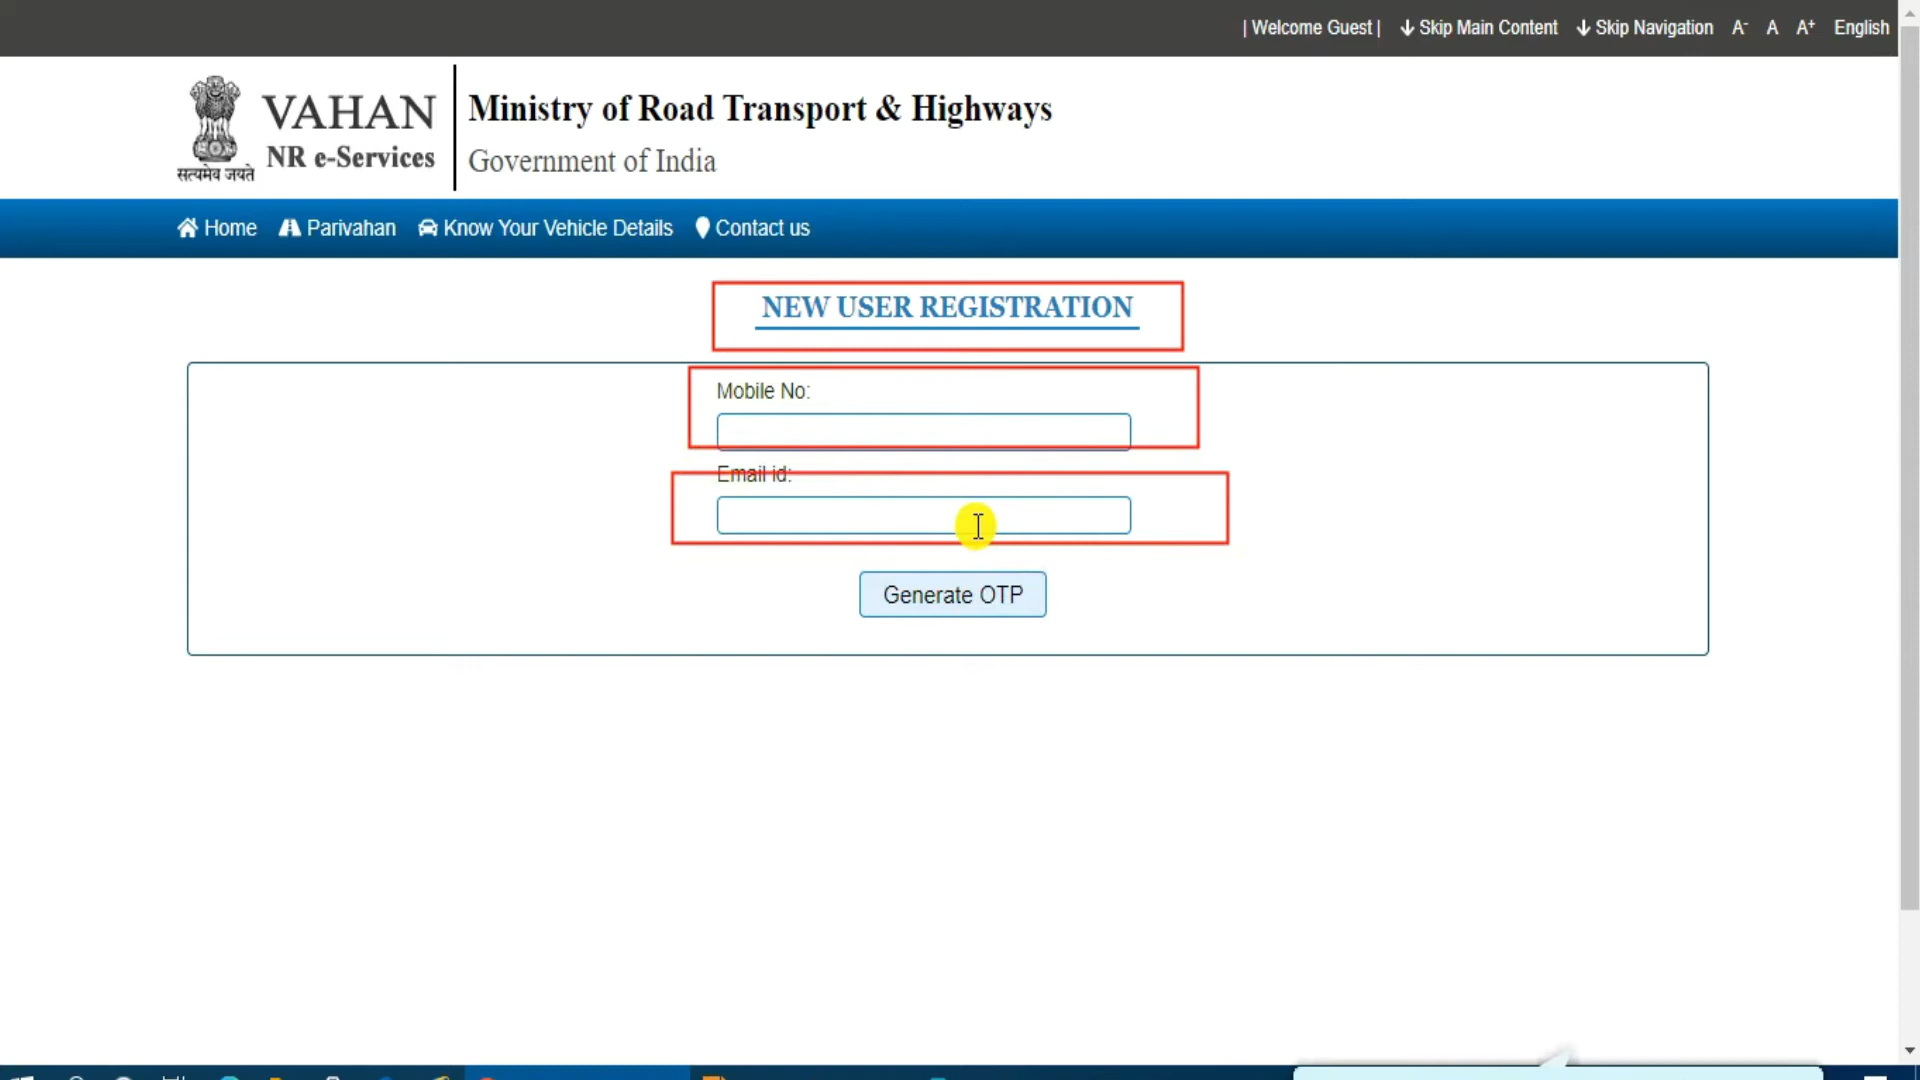 | Welcome Guest | Skip Main Content Skip Navigation A- A A+ English
VAHAN
NR e-Services
सत्यमेव जयते
Ministry of Road Transport & Highways
Government of India
Home Parivahan Know Your Vehicle Details Contact us
NEW USER REGISTRATION
Mobile No:
Email id:
Generate OTP